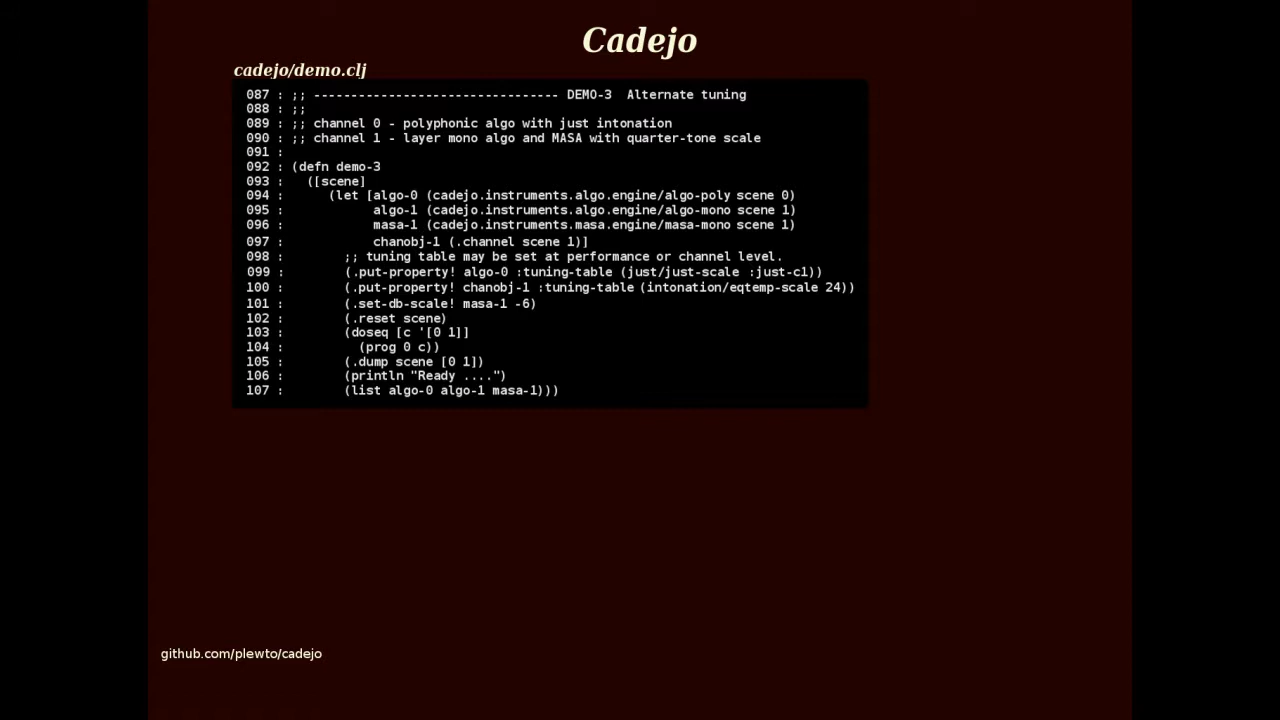 Cadejo
cadejo/demo.clj
087 : ;; --------------------------------- DEMO-3  Alternate tuning
088 : ;;
089 : ;; channel 0 - polyphonic algo with just intonation
090 : ;; channel 1 - layer mono algo and MASA with quarter-tone scale
091 :
092 : (defn demo-3
093 :   ([scene]
094 :      (let [algo-0 (cadejo.instruments.algo.engine/algo-poly scene 0)
095 :            algo-1 (cadejo.instruments.algo.engine/algo-mono scene 1)
096 :            masa-1 (cadejo.instruments.masa.engine/masa-mono scene 1)
097 :            chanobj-1 (.channel scene 1)]
098 :        ;; tuning table may be set at performance or channel level.
099 :        (.put-property! algo-0 :tuning-table (just/just-scale :just-c1))
100 :        (.put-property! chanobj-1 :tuning-table (intonation/eqtemp-scale 24))
101 :        (.set-db-scale! masa-1 -6)
102 :        (.reset scene)
103 :        (doseq [c '[0 1]]
104 :          (prog 0 c))
105 :        (.dump scene [0 1])
106 :        (println "Ready ....")
107 :        (list algo-0 algo-1 masa-1)))
github.com/plewto/cadejo